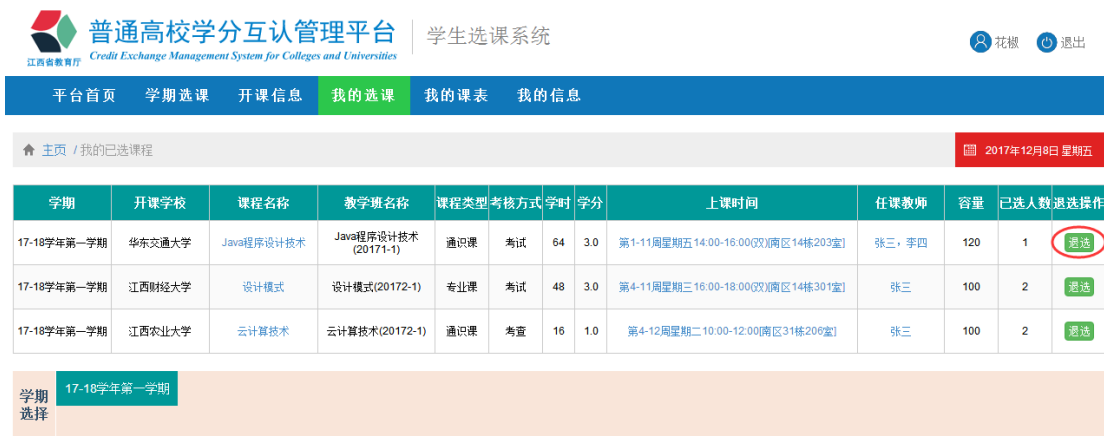 普通高校学分互认管理平台
Credit Exchange Management System for Colleges and Universities
江西省教育厅
学生选课系统
花椒 退出
平台首页 学期选课 开课信息 我的选课 我的课表 我的信息
主页 /我的已选课程
2017年12月8日 星期五
学期 开课学校 课程名称 教学班名称 课程类型 考核方式 学时 学分 上课时间 任课教师 容量 已选人数 退选操作
17-18学年第一学期 华东交通大学 Java程序设计技术 Java程序设计技术 通识课 考试 64 3.0 第1-11周星期五14:00-16:00(双)[南区14栋203室] 张三，李四 120 1 退选
(20171-1)
17-18学年第一学期 江西财经大学 设计模式 设计模式(20172-1) 专业课 考试 48 3.0 第4-11周星期三16:00-18:00(双)[南区14栋301室] 张三 100 2 退选
17-18学年第一学期 江西农业大学 云计算技术 云计算技术(20172-1) 通识课 考查 16 1.0 第4-12周星期二10:00-12:00[南区31栋206室] 张三 100 2 退选
学期
选择
17-18学年第一学期